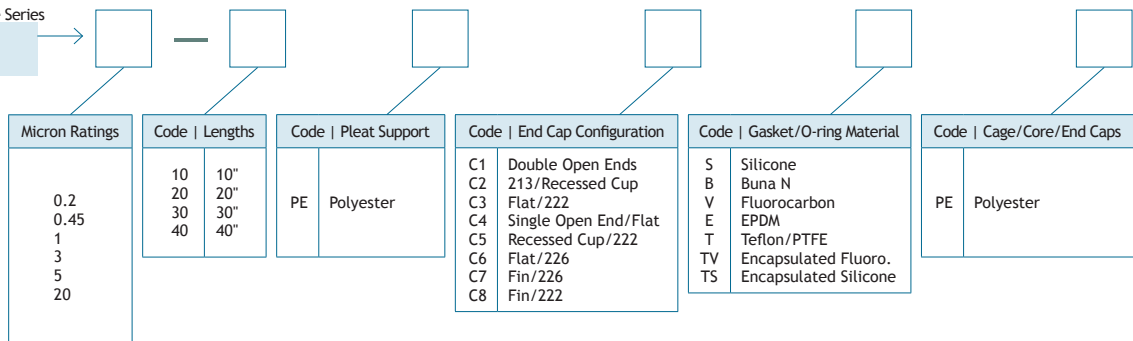 Series
Micron Ratings
0.2
0.45
1
3
5
20
Code | Lengths
10 10"
20 20"
30 30"
40 40"
Code | Pleat Support
PE Polyester
Code | End Cap Configuration
C1 Double Open Ends
C2 213/Recessed Cup
C3 Flat/222
C4 Single Open End/Flat
C5 Recessed Cup/222
C6 Flat/226
C7 Fin/226
C8 Fin/222
Code | Gasket/O-ring Material
S Silicone
B Buna N
V Fluorocarbon
E EPDM
T Teflon/PTFE
TV Encapsulated Fluoro.
TS Encapsulated Silicone
Code | Cage/Core/End Caps
PE Polyester